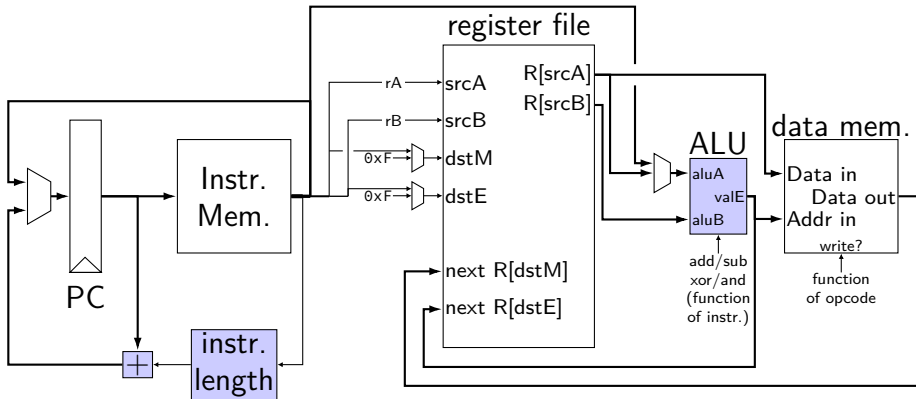 register file
rA
srcA
R[srcA]
R[srcB]
rB
srcB
ALU
data mem.
0xF
dstM
0xF
dstE
Instr.
Mem.
aluA
valE
aluB
Data in
Data out
Addr in
write?
add/sub
xor/and
(function
of instr.)
function
of opcode
next R[dstM]
next R[dstE]
PC
+
instr.
length